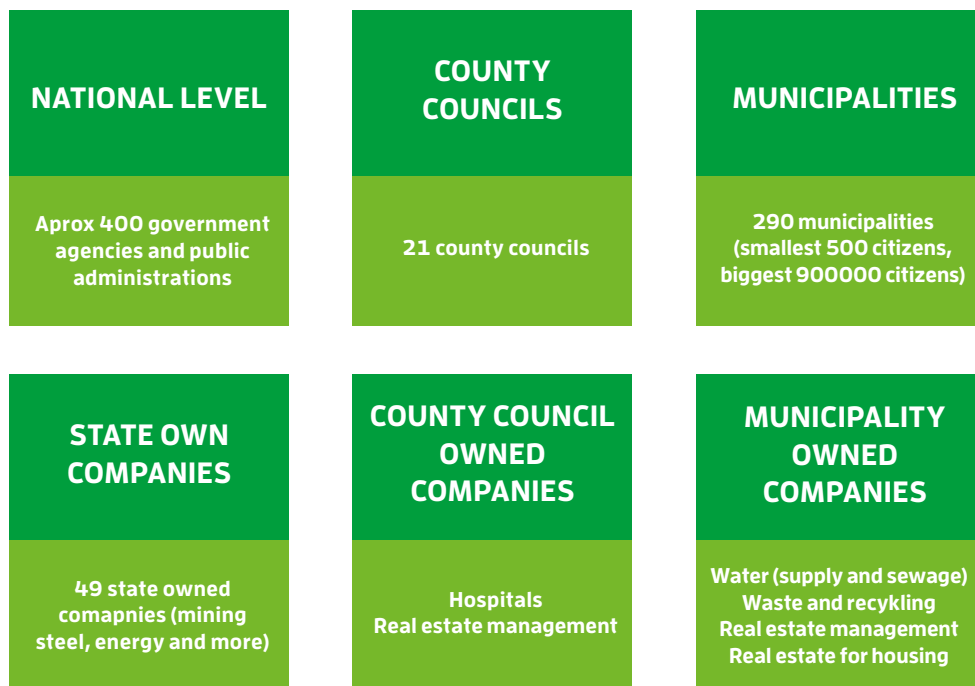 NATIONAL LEVEL
Aprox 400 government
agencies and public
administrations
COUNTY
COUNCILS
21 county councils
MUNICIPALITIES
290 municipalities
(smallest 500 citizens,
biggest 900000 citizens)
STATE OWN
COMPANIES
49 state owned
comapnies (mining
steel, energy and more)
COUNTY COUNCIL
OWNED
COMPANIES
Hospitals
Real estate management
MUNICIPALITY
OWNED
COMPANIES
Water (supply and sewage)
Waste and recykling
Real estate management
Real estate for housing